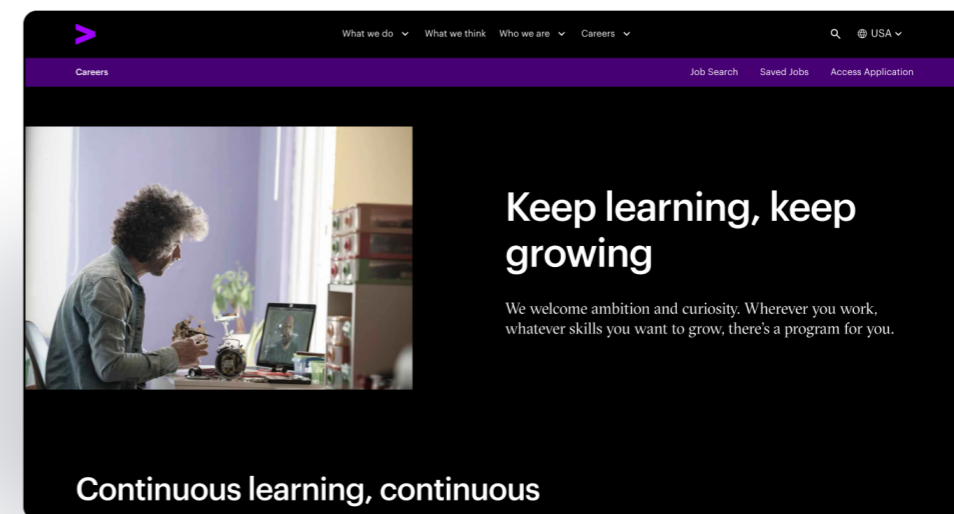 What we do What we think Who we are Careers USA
Careers Job Search Saved Jobs Access Application
Keep learning, keep
growing
We welcome ambition and curiosity. Wherever you work,
whatever skills you want to grow, there's a program for you.
Continuous learning, continuous